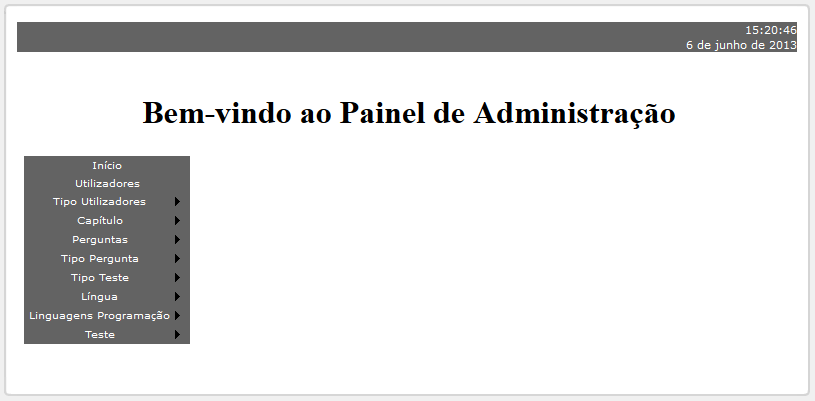 15:20:46
6 de junho de 2013
Bem-vindo ao Painel de Administração
Início
Utilizadores
Tipo Utilizadores
Capítulo
Perguntas
Tipo Pergunta
Tipo Teste
Língua
Linguagens Programação
Teste